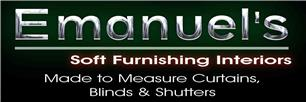 Emanuel's
Soft Furnishing Interiors
Made to Measure Curtains,
Blinds & Shutters